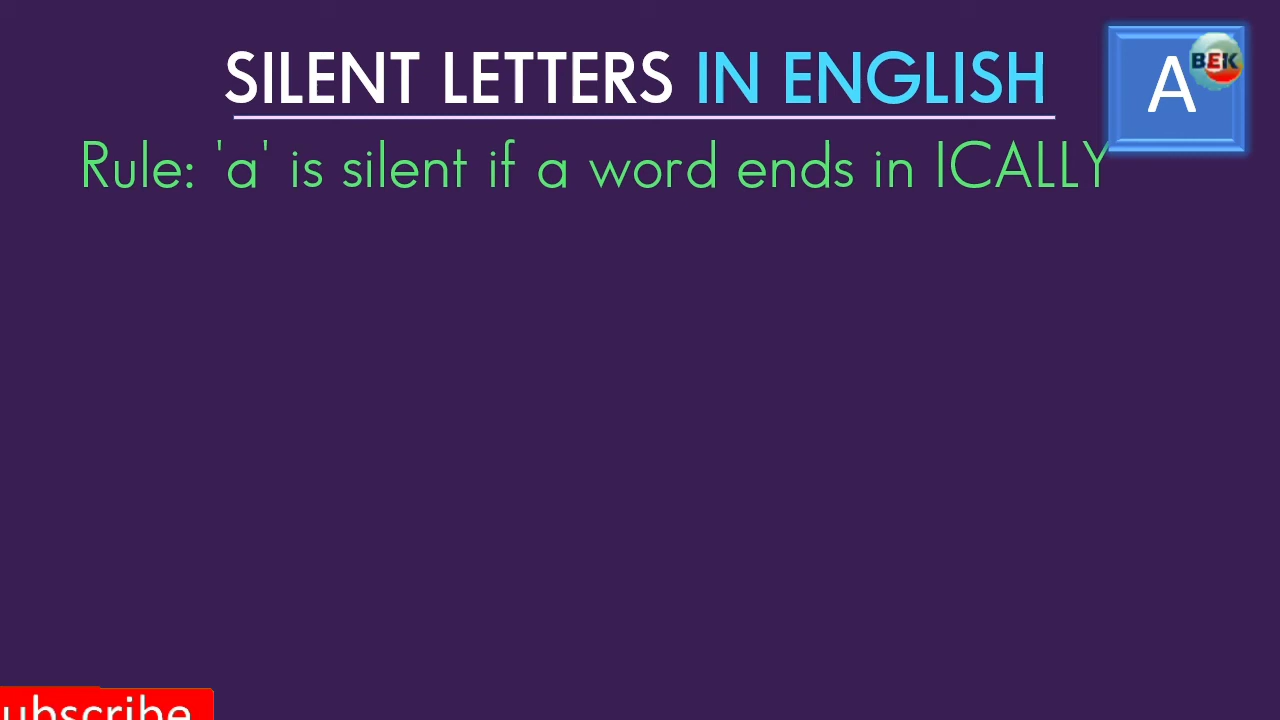 SILENT LETTERS IN ENGLISH
A
BEK
Rule: 'a' is silent if a word ends in ICALLY
ubscribe